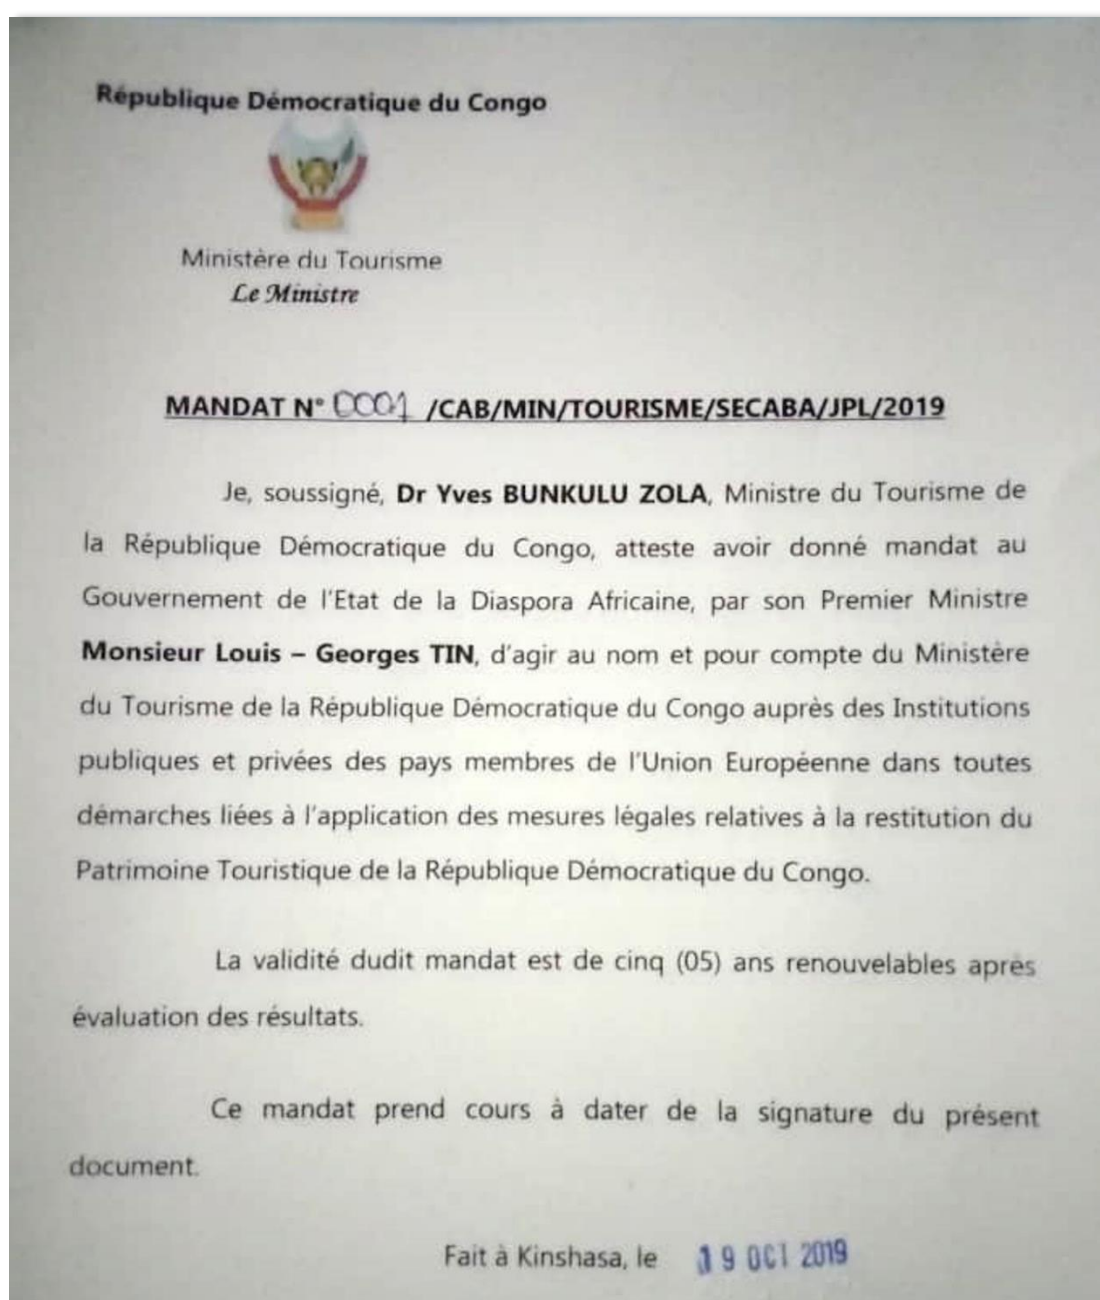 République Démocratique du Congo
Ministère du Tourisme
Le Ministre
MANDAT N° 0001 /CAB/MIN/TOURISME/SECABA/JPL/2019
Je, soussigné, Dr Yves BUNKULU ZOLA, Ministre du Tourisme de
la République Démocratique du Congo, atteste avoir donné mandat au
Gouvernement de l'Etat de la Diaspora Africaine, par son Premier Ministre
Monsieur Louis – Georges TIN, d'agir au nom et pour compte du Ministère
du Tourisme de la République Démocratique du Congo auprès des Institutions
publiques et privées des pays membres de l'Union Européenne dans toutes
démarches liées à l'application des mesures légales relatives à la restitution du
Patrimoine Touristique de la République Démocratique du Congo.
La validité dudit mandat est de cinq (05) ans renouvelables après
évaluation des résultats.
Ce mandat prend cours à dater de la signature du présent
document.
Fait à Kinshasa, le 19 OCT 2019